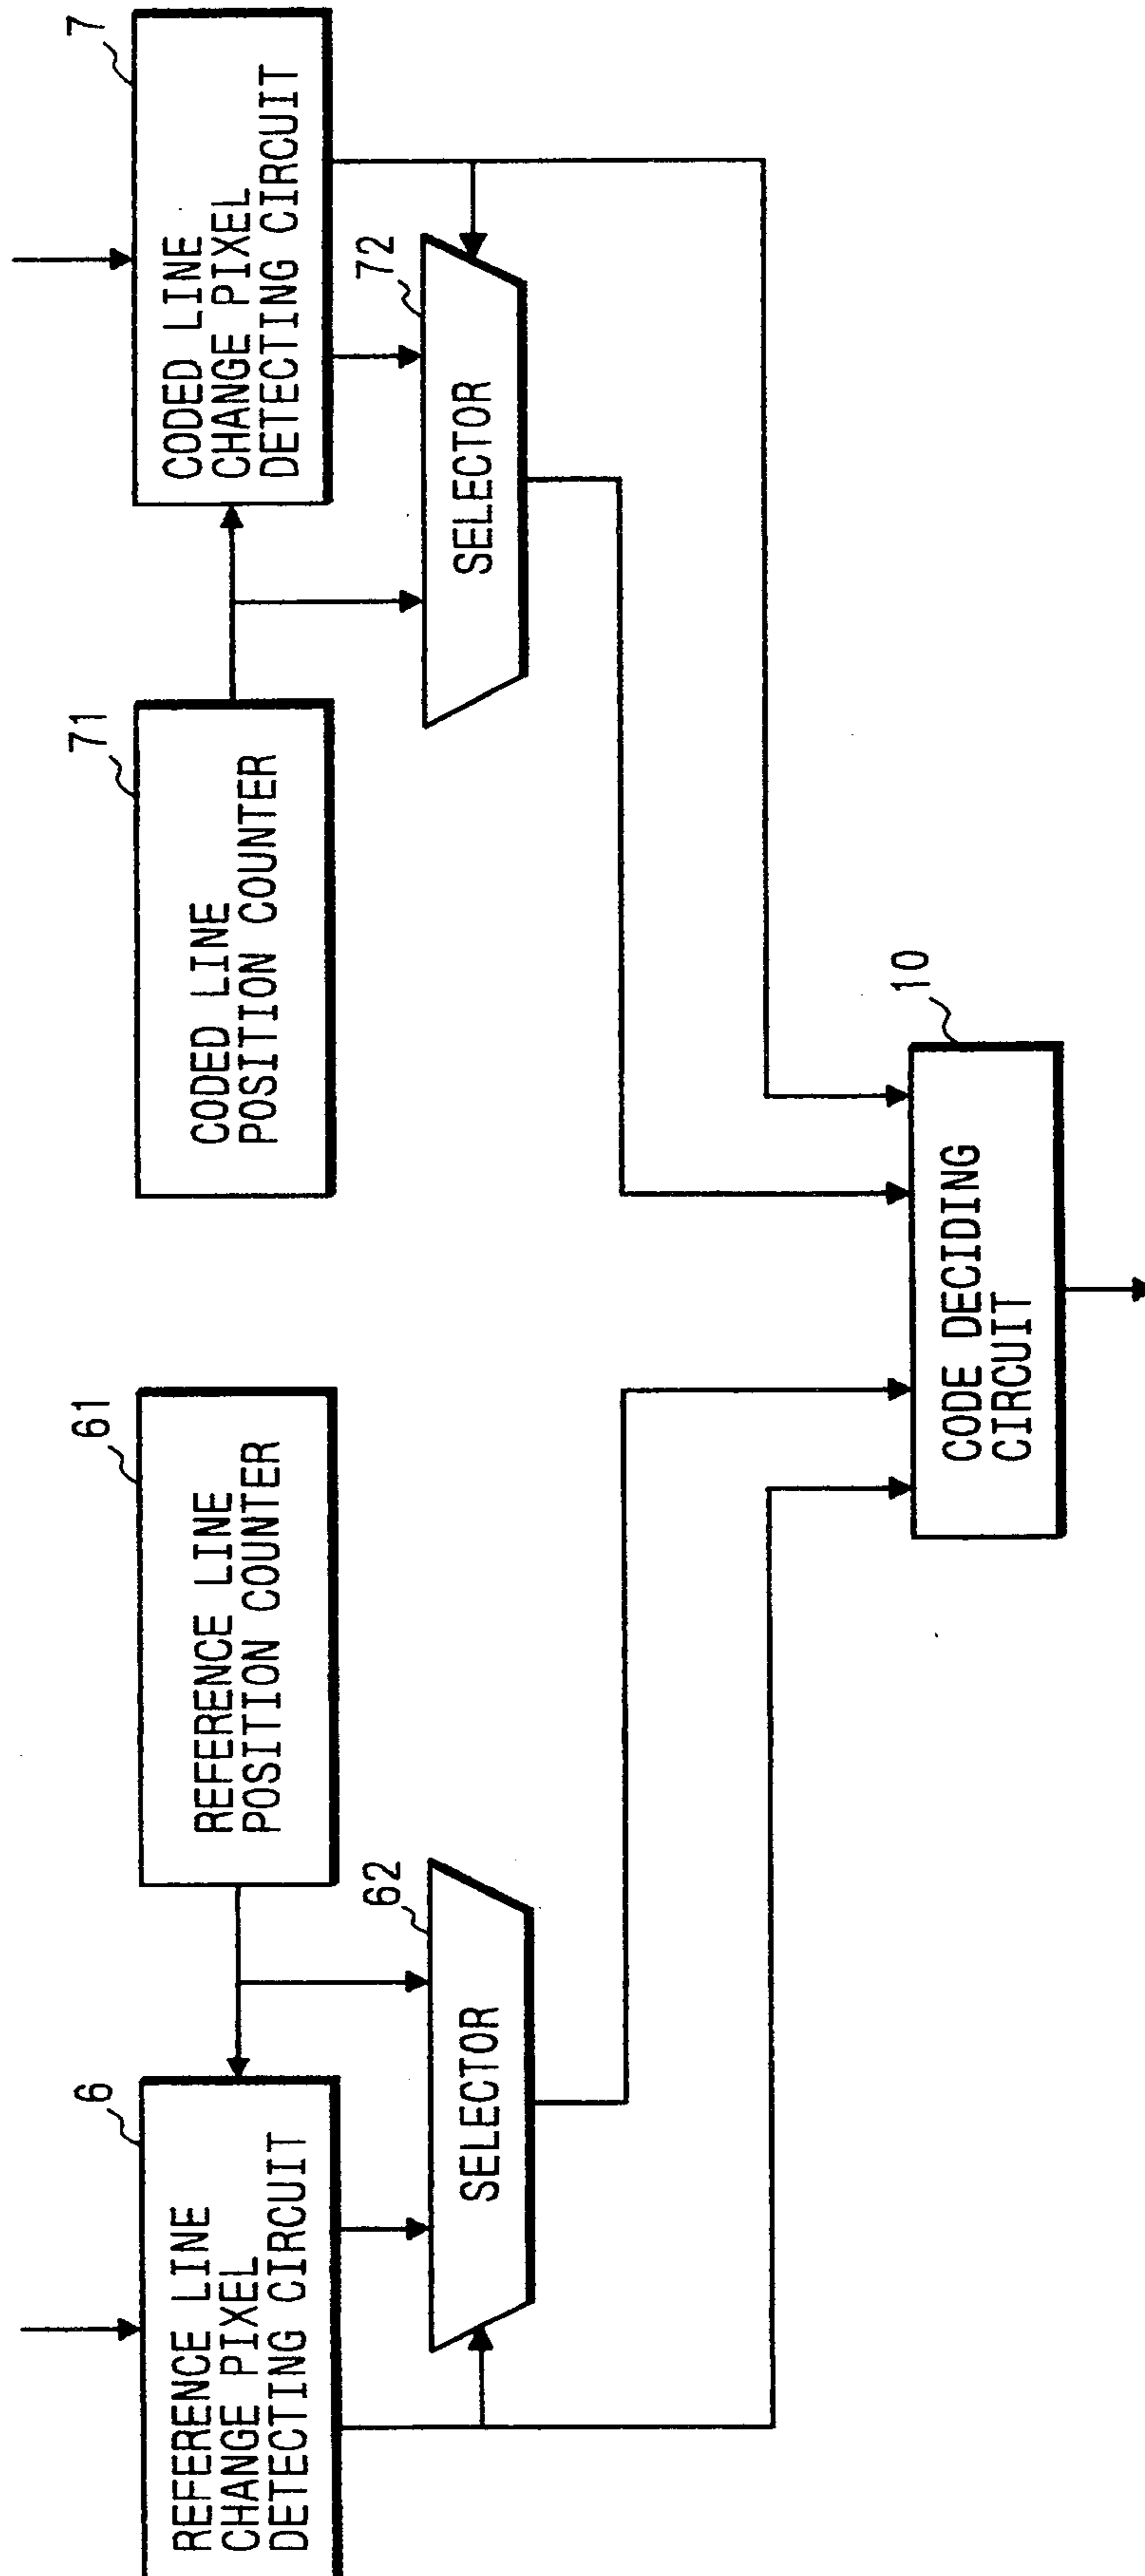 6
REFERENCE LINE
CHANGE PIXEL
DETECTING CIRCUIT
61
REFERENCE LINE
POSITION COUNTER
71
CODED LINE
POSITION COUNTER
7
CODED LINE
CHANGE PIXEL
DETECTING CIRCUIT
62
SELECTOR
72
SELECTOR
10
CODE DECIDING
CIRCUIT